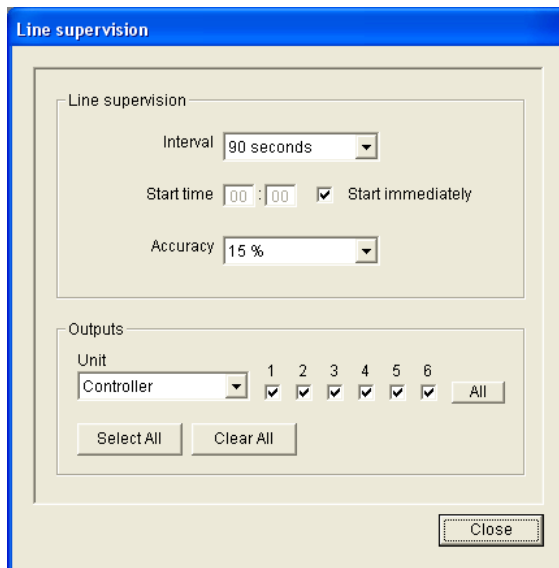 Line supervision
Line supervision
Interval 90 seconds
Start time 00 : 00 Start immediately
Accuracy 15 %
Outputs
Unit
1 2 3 4 5 6
Controller All
Select All Clear All
Close